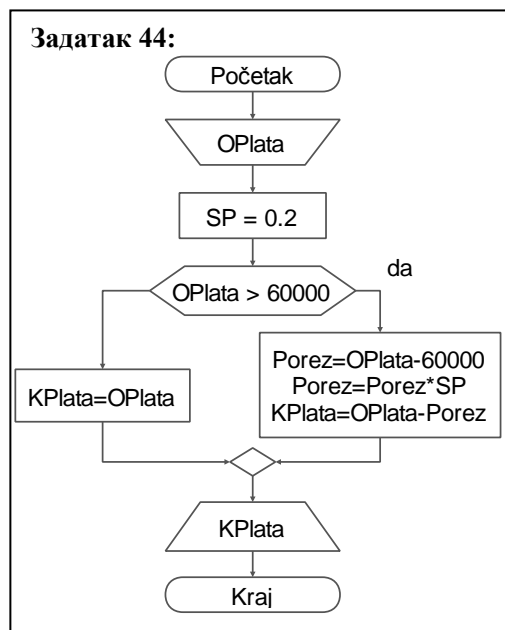 Задатак 44:
Početak
OPlata
SP = 0.2
da
OPlata > 60000
KPlata=OPlata
Porez=OPlata-60000
Porez=Porez*SP
KPlata=OPlata-Porez
KPlata
Kraj